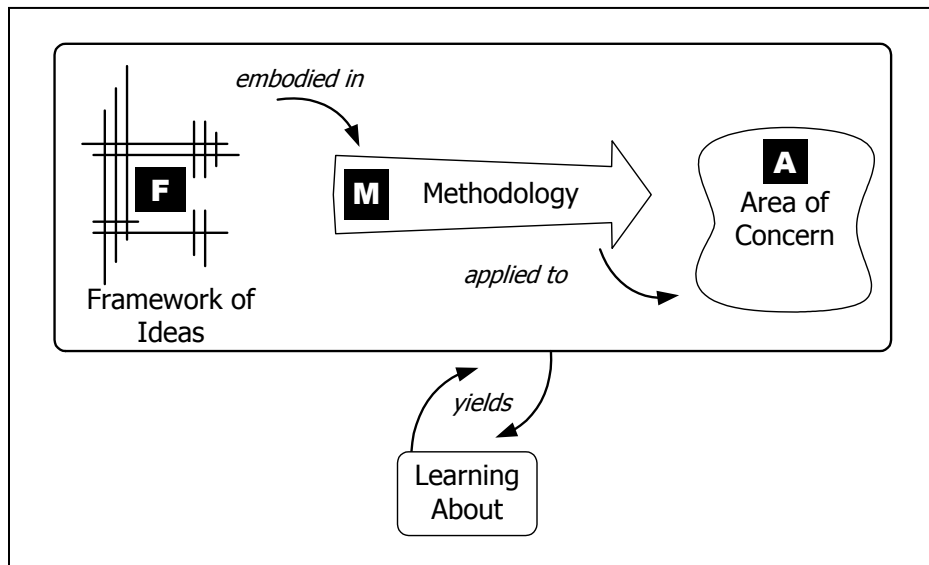 embodied in
F
Framework of
Ideas
M Methodology
applied to
A
Area of
Concern
yields
Learning
About